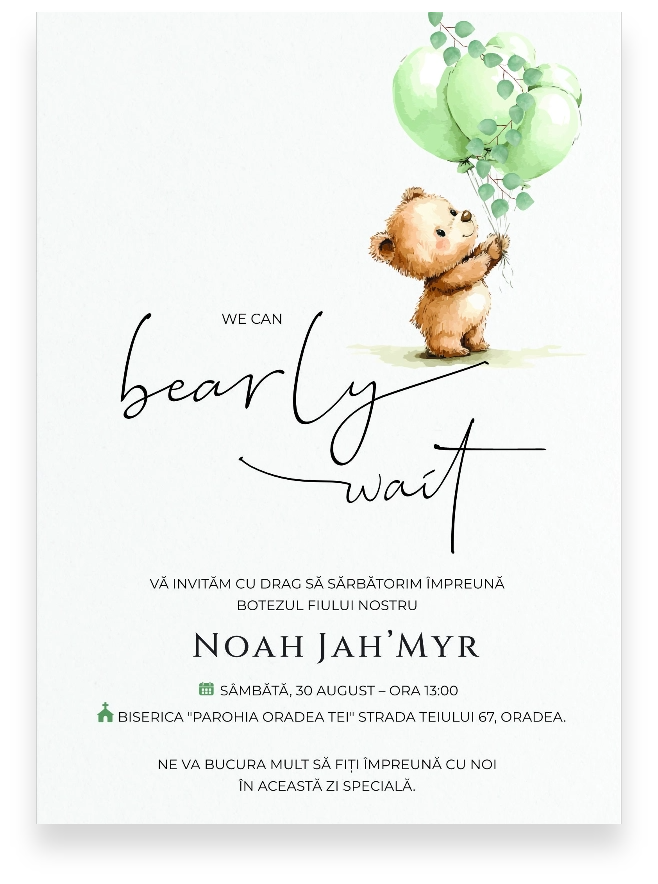 WE CAN
bearly
wait
VĂ INVITĂM CU DRAG SĂ SĂRBĂTORIM ÎMPREUNĂ
BOTEZUL FIULUI NOSTRU
NOAH JAH’MYR
SÂMBĂTĂ, 30 AUGUST – ORA 13:00
BISERICA "PAROHIA ORADEA TEI" STRADA TEIULUI 67, ORADEA.
NE VA BUCURA MULT SĂ FIȚI ÎMPREUNĂ CU NOI
ÎN ACEASTĂ ZI SPECIALĂ.